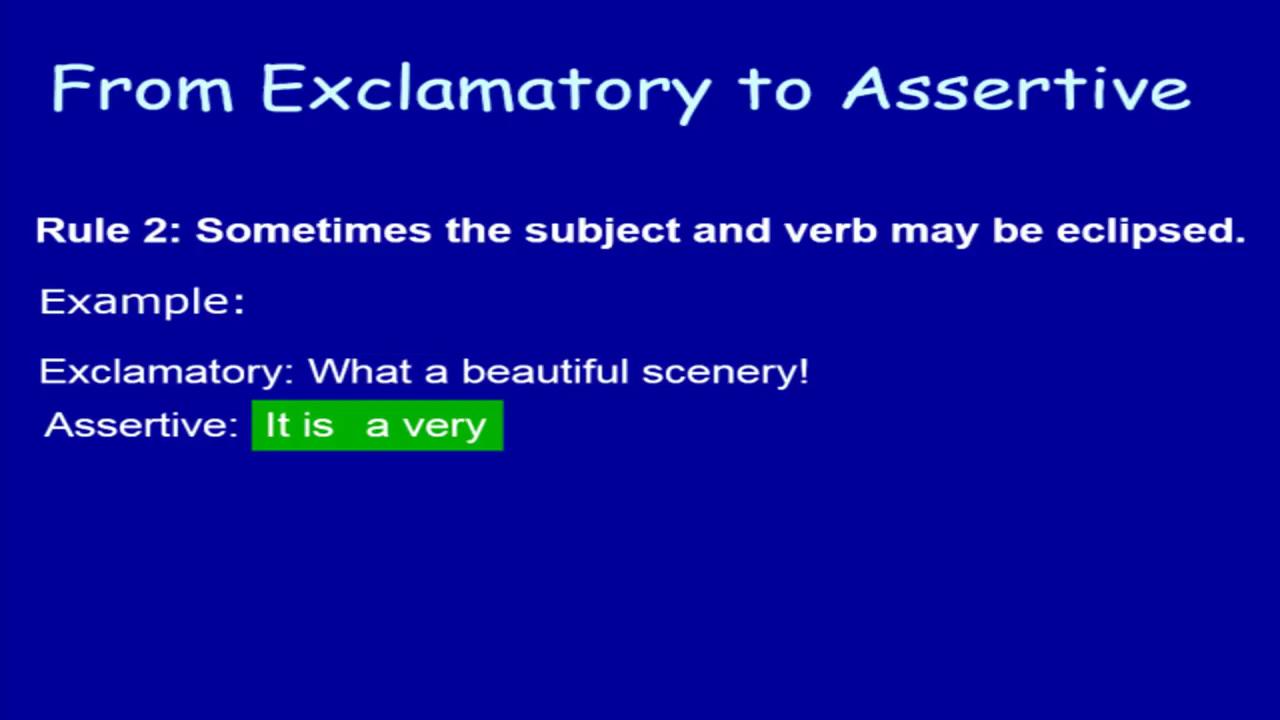 From Exclamatory to Assertive
Rule 2: Sometimes the subject and verb may be eclipsed.
Example:
Exclamatory: What a beautiful scenery!
Assertive: It is a very